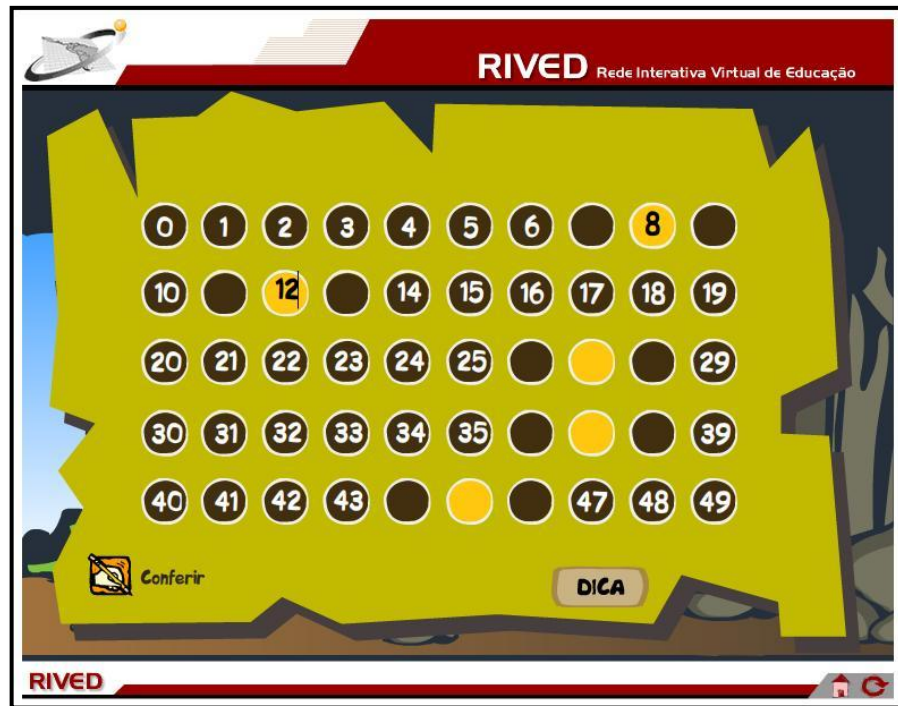 RIVED Rede Interativa Virtual de Educação
0 1 2 3 4 5 6 8
10 12 14 15 16 17 18 19
20 21 22 23 24 25 29
30 31 32 33 34 35 39
40 41 42 43 47 48 49
Conferir DICA
RIVED